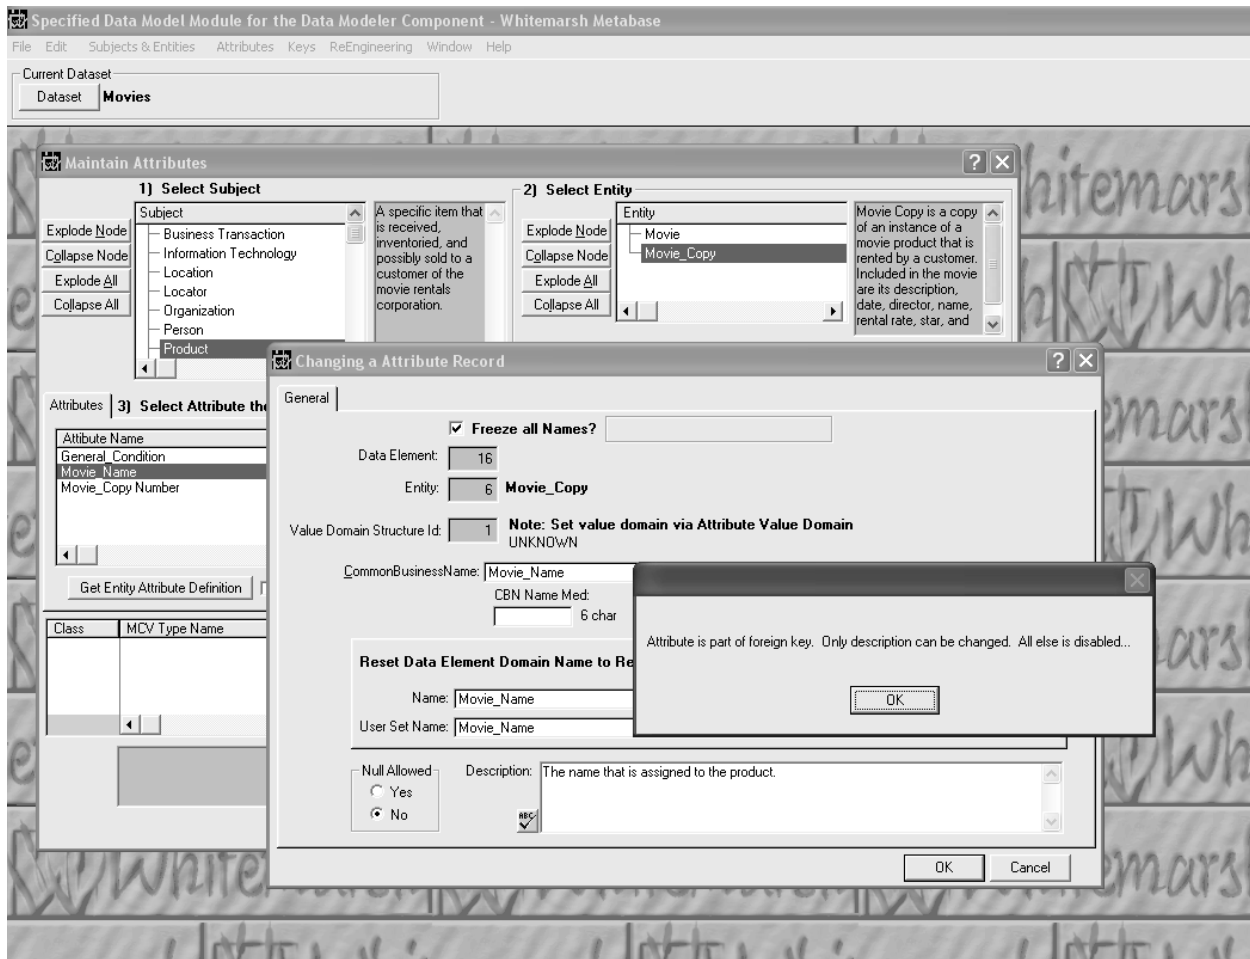 Specified Data Model Module for the Data Modeler Component - Whitemarsh Metabase
File Edit Subjects & Entities Attributes Keys ReEngineering Window Help
Current Dataset
Dataset Movies
Maintain Attributes
1) Select Subject
Explode Node
Collapse Node
Explode All
Collapse All
Subject
Business Transaction
Information Technology
Location
Locator
Organization
Person
Product
A specific item that
is received,
inventoried, and
possibly sold to a
customer of the
movie rentals
corporation.
2) Select Entity
Explode Node
Collapse Node
Explode All
Collapse All
Entity
Movie
Movie_Copy
Movie Copy is a copy
of an instance of a
movie product that is
rented by a customer.
Included in the movie
are its description,
date, director, name,
rental rate, star, and
Attributes 3) Select Attribute the
Attibute Name
General_Condition
Movie_Name
Movie_Copy Number
Get Entity Attribute Definition
Class MCV Type Name
Changing a Attribute Record
General
Freeze all Names?
Data Element: 16
Entity: 6 Movie_Copy
Value Domain Structure Id: 1 Note: Set value domain via Attribute Value Domain
UNKNOWN
CommonBusinessName: Movie_Name
CBN Name Med:
6 char
Reset Data Element Domain Name to Re
Name: Movie_Name
User Set Name: Movie_Name
Attribute is part of foreign key. Only description can be changed. All else is disabled...
OK
Null Allowed
Yes
No
Description: The name that is assigned to the product.
ABC
OK Cancel
Whitemarsh